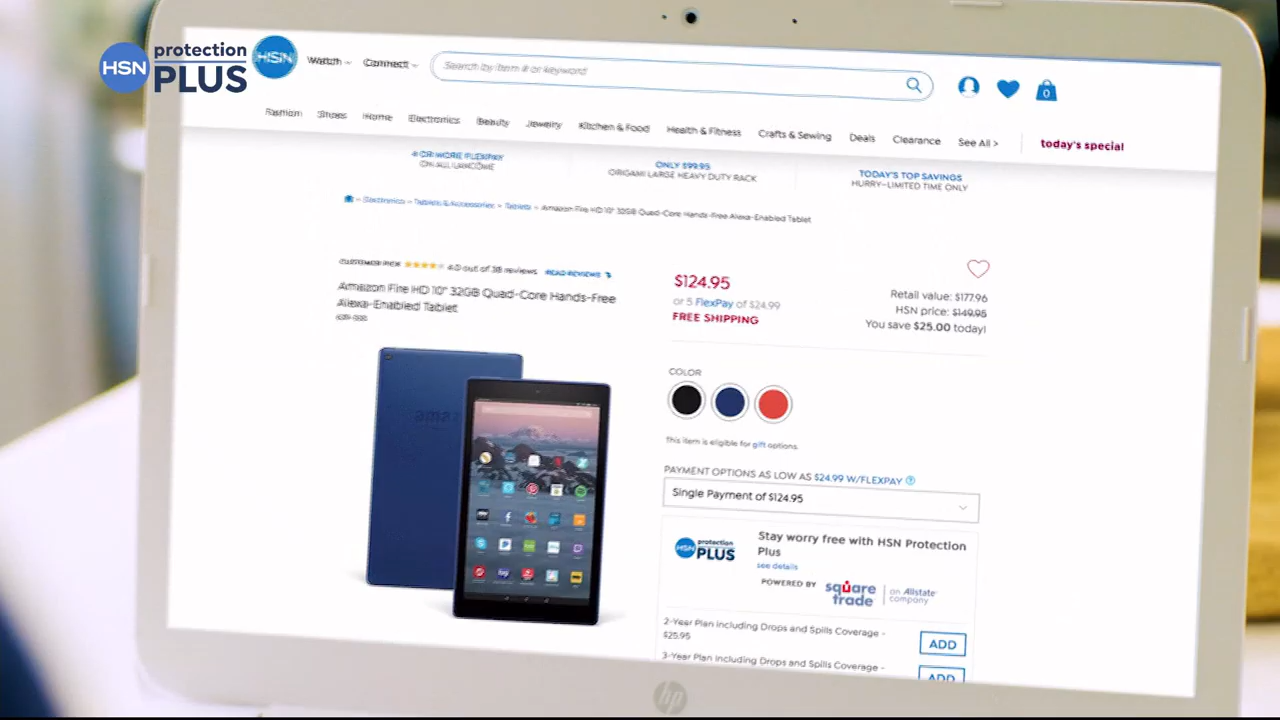 HSN protection PLUS
HSN Watch Connect Search by item # or keyword 0
Fashion Shoes Home Electronics Beauty Jewelry Kitchen & Food Health & Fitness Crafts & Sewing Deals Clearance See All > today's special
OR MORE FLEXPAY
ON ALL LANCOME
ONLY $99.95
ORIGAMI LARGE HEAVY DUTY RACK
TODAY'S TOP SAVINGS
HURRY-LIMITED TIME ONLY
Electronics Tablets & Accessories Tablets Amazon Fire HD 10" 32GB Quad-Core Hands-Free Alexa-Enabled Tablet
CUSTOMER PICK 4.0 out of 38 reviews READ REVIEWS
Amazon Fire HD 10" 32GB Quad-Core Hands-Free
Alexa-Enabled Tablet
amaz
$124.95
or 5 FlexPay of $24.99
FREE SHIPPING
Retail value: $177.96
HSN price: $149.95
You save $25.00 today!
COLOR
This item is eligible for gift options.
PAYMENT OPTIONS AS LOW AS $24.99 W/FLEXPAY ?
Single Payment of $124.95
HSN protection PLUS
Stay worry free with HSN Protection
Plus
see details
POWERED BY square trade an Allstate company
2-Year Plan including Drops and Spills Coverage -
$25.95
ADD
3-Year Plan including Drops and Spills Coverage -
ADD
hp